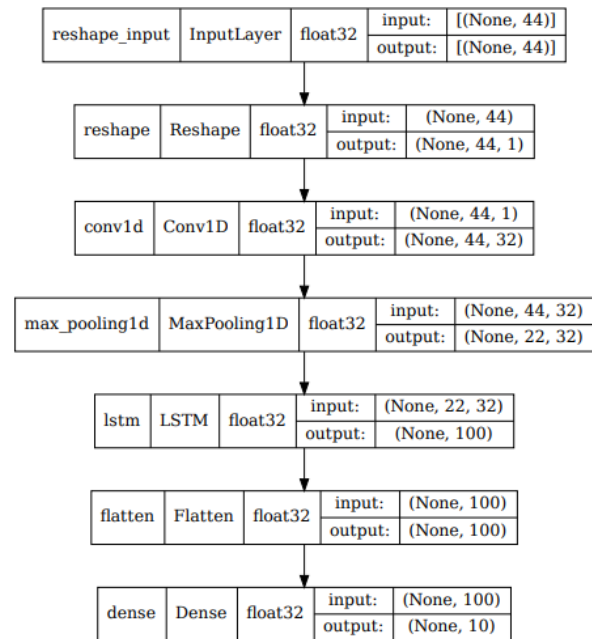 reshape_input InputLayer float32 input: [(None, 44)]
output: [(None, 44)]
reshape Reshape float32 input: (None, 44)
output: (None, 44, 1)
conv1d Conv1D float32 input: (None, 44, 1)
output: (None, 44, 32)
max_pooling1d MaxPooling1D float32 input: (None, 44, 32)
output: (None, 22, 32)
lstm LSTM float32 input: (None, 22, 32)
output: (None, 100)
flatten Flatten float32 input: (None, 100)
output: (None, 100)
dense Dense float32 input: (None, 100)
output: (None, 10)